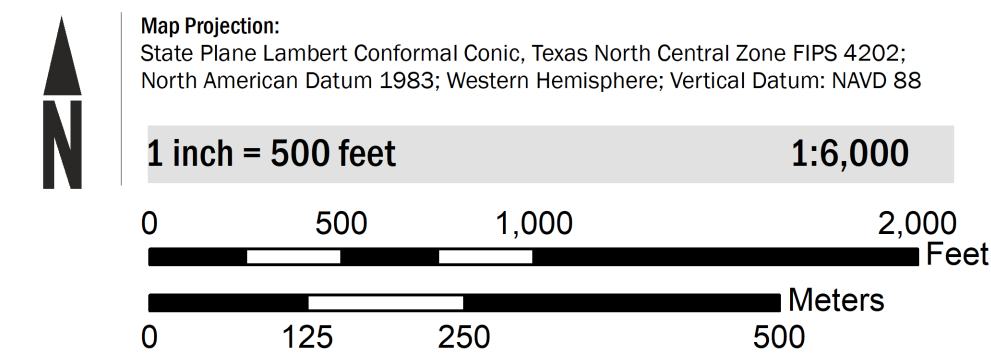 N
Map Projection:
State Plane Lambert Conformal Conic, Texas North Central Zone FIPS 4202;
North American Datum 1983; Western Hemisphere; Vertical Datum: NAVD 88
1 inch = 500 feet 1:6,000
0 500 1,000 2,000
Feet
Meters
0 125 250 500